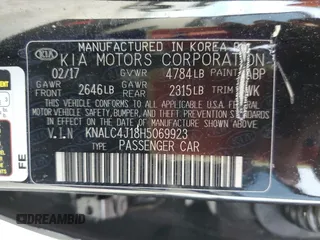 MANUFACTURED IN KOREA BY
KIA KIA MOTORS CORPORATION
02/17 GVWR 4784LB PAINT ABP
GAWR FRONT 2646LB GAWR REAR 2315LB TRIM WK
THIS VEHICLE CONFORMS TO ALL APPLICABLE U.S. FEDERAL MOTOR
VEHICLE SAFETY, BUMPER, AND THEFT
PREVENTION STANDARDS IN EFFECT ON THE
DATE OF MANUFACTURE SHOWN ABOVE.
V.I.N KNALC4J18H5069923
TYPE: PASSENGER CAR
FE
DREAMBID